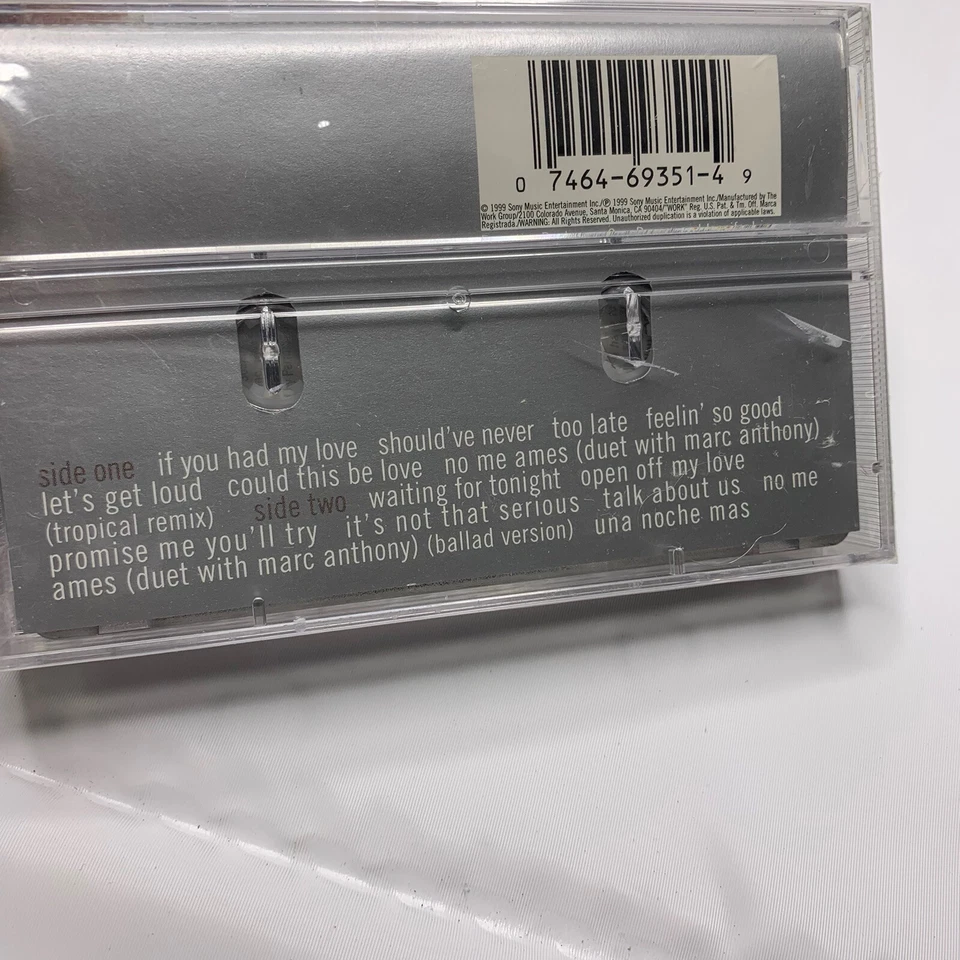 0 7464-69351-4 9
© 1999 Sony Music Entertainment Inc./℗ 1999 Sony Music Entertainment Inc./Manufactured by The
Work Group/2100 Colorado Avenue, Santa Monica, CA 90404/"WORK" Reg. U.S. Pat. & Tm. Off. Marca
Registrada./WARNING: All Rights Reserved. Unauthorized duplication is a violation of applicable laws.
side one if you had my love should've never too late feelin' so good
let's get loud could this be love no me ames (duet with marc anthony)
(tropical remix) side two waiting for tonight open off my love
promise me you'll try it's not that serious talk about us no me
ames (duet with marc anthony) (ballad version) una noche mas